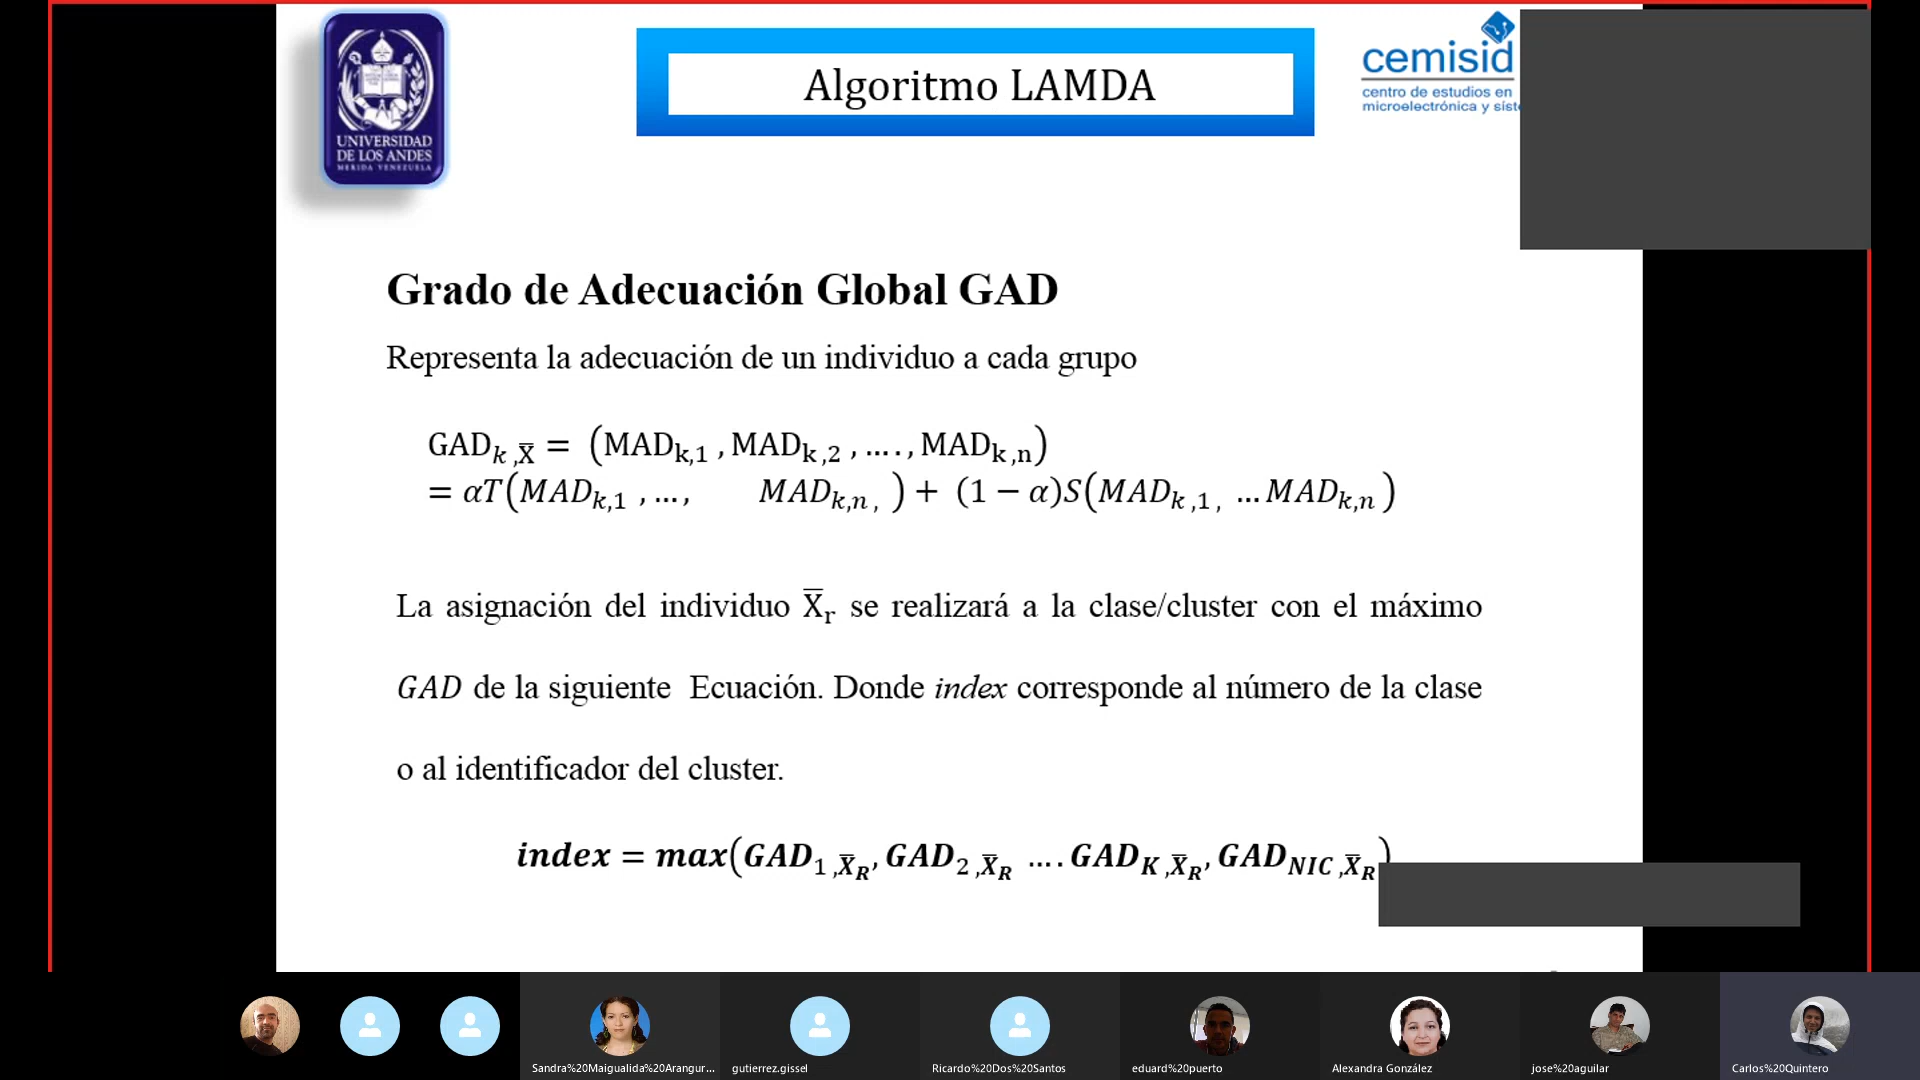 UNIVERSIDAD
DE LOS ANDES
MERIDA VENEZUELA
Algoritmo LAMDA
cemisid
centro de estudios en
microelectrónica y sist
Grado de Adecuación Global GAD
Representa la adecuación de un individuo a cada grupo
GAD_{k ,X̅} = (MAD_{k,1} , MAD_{k ,2} , …. , MAD_{k ,n})
= αT(MAD_{k,1} , …, MAD_{k,n ,} ) + (1 − α)S(MAD_{k ,1 ,} … MAD_{k,n} )
La asignación del individuo X̅_r se realizará a la clase/cluster con el máximo
GAD de la siguiente Ecuación. Donde index corresponde al número de la clase
o al identificador del cluster.
index = max(GAD_{1 ,X̅_R}, GAD_{2 ,X̅_R} …. GAD_{K ,X̅_R}, GAD_{NIC ,X̅_R})
Sandra%20Maigualida%20Arangur...
gutierrez.gissel
Ricardo%20Dos%20Santos
eduard%20puerto
Alexandra González
jose%20aguilar
Carlos%20Quintero